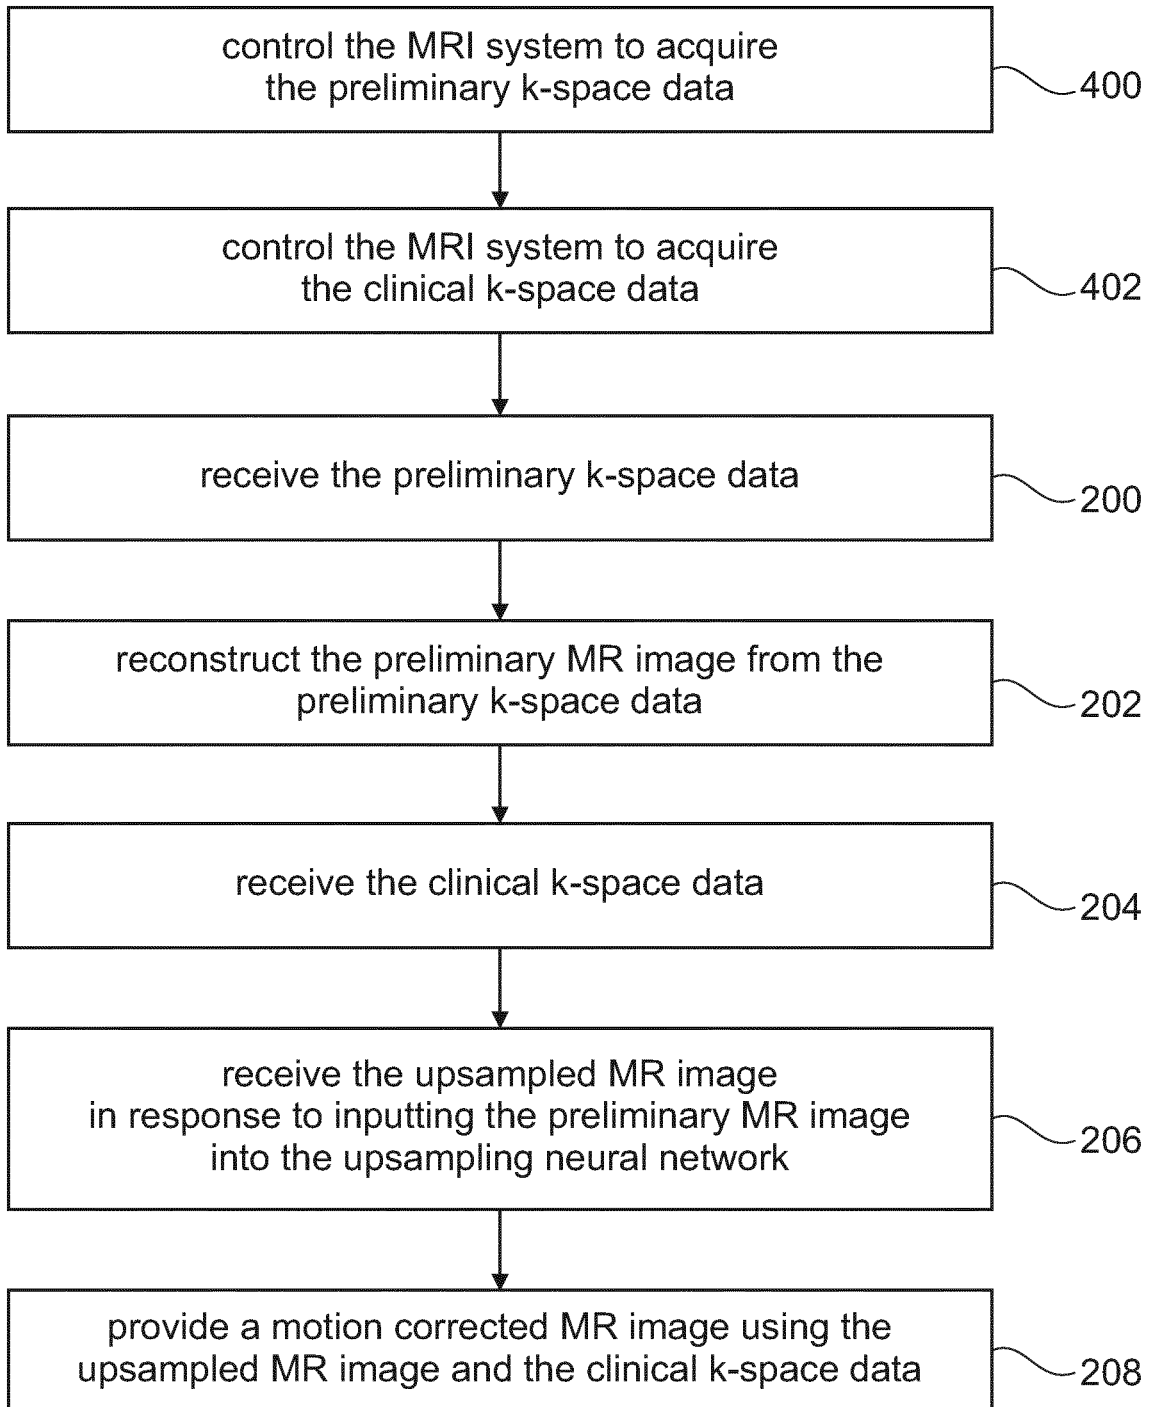 control the MRI system to acquire
the preliminary k-space data
400
control the MRI system to acquire
the clinical k-space data
402
receive the preliminary k-space data
200
reconstruct the preliminary MR image from the
preliminary k-space data
202
receive the clinical k-space data
204
receive the upsampled MR image
in response to inputting the preliminary MR image
into the upsampling neural network
206
provide a motion corrected MR image using the
upsampled MR image and the clinical k-space data
208